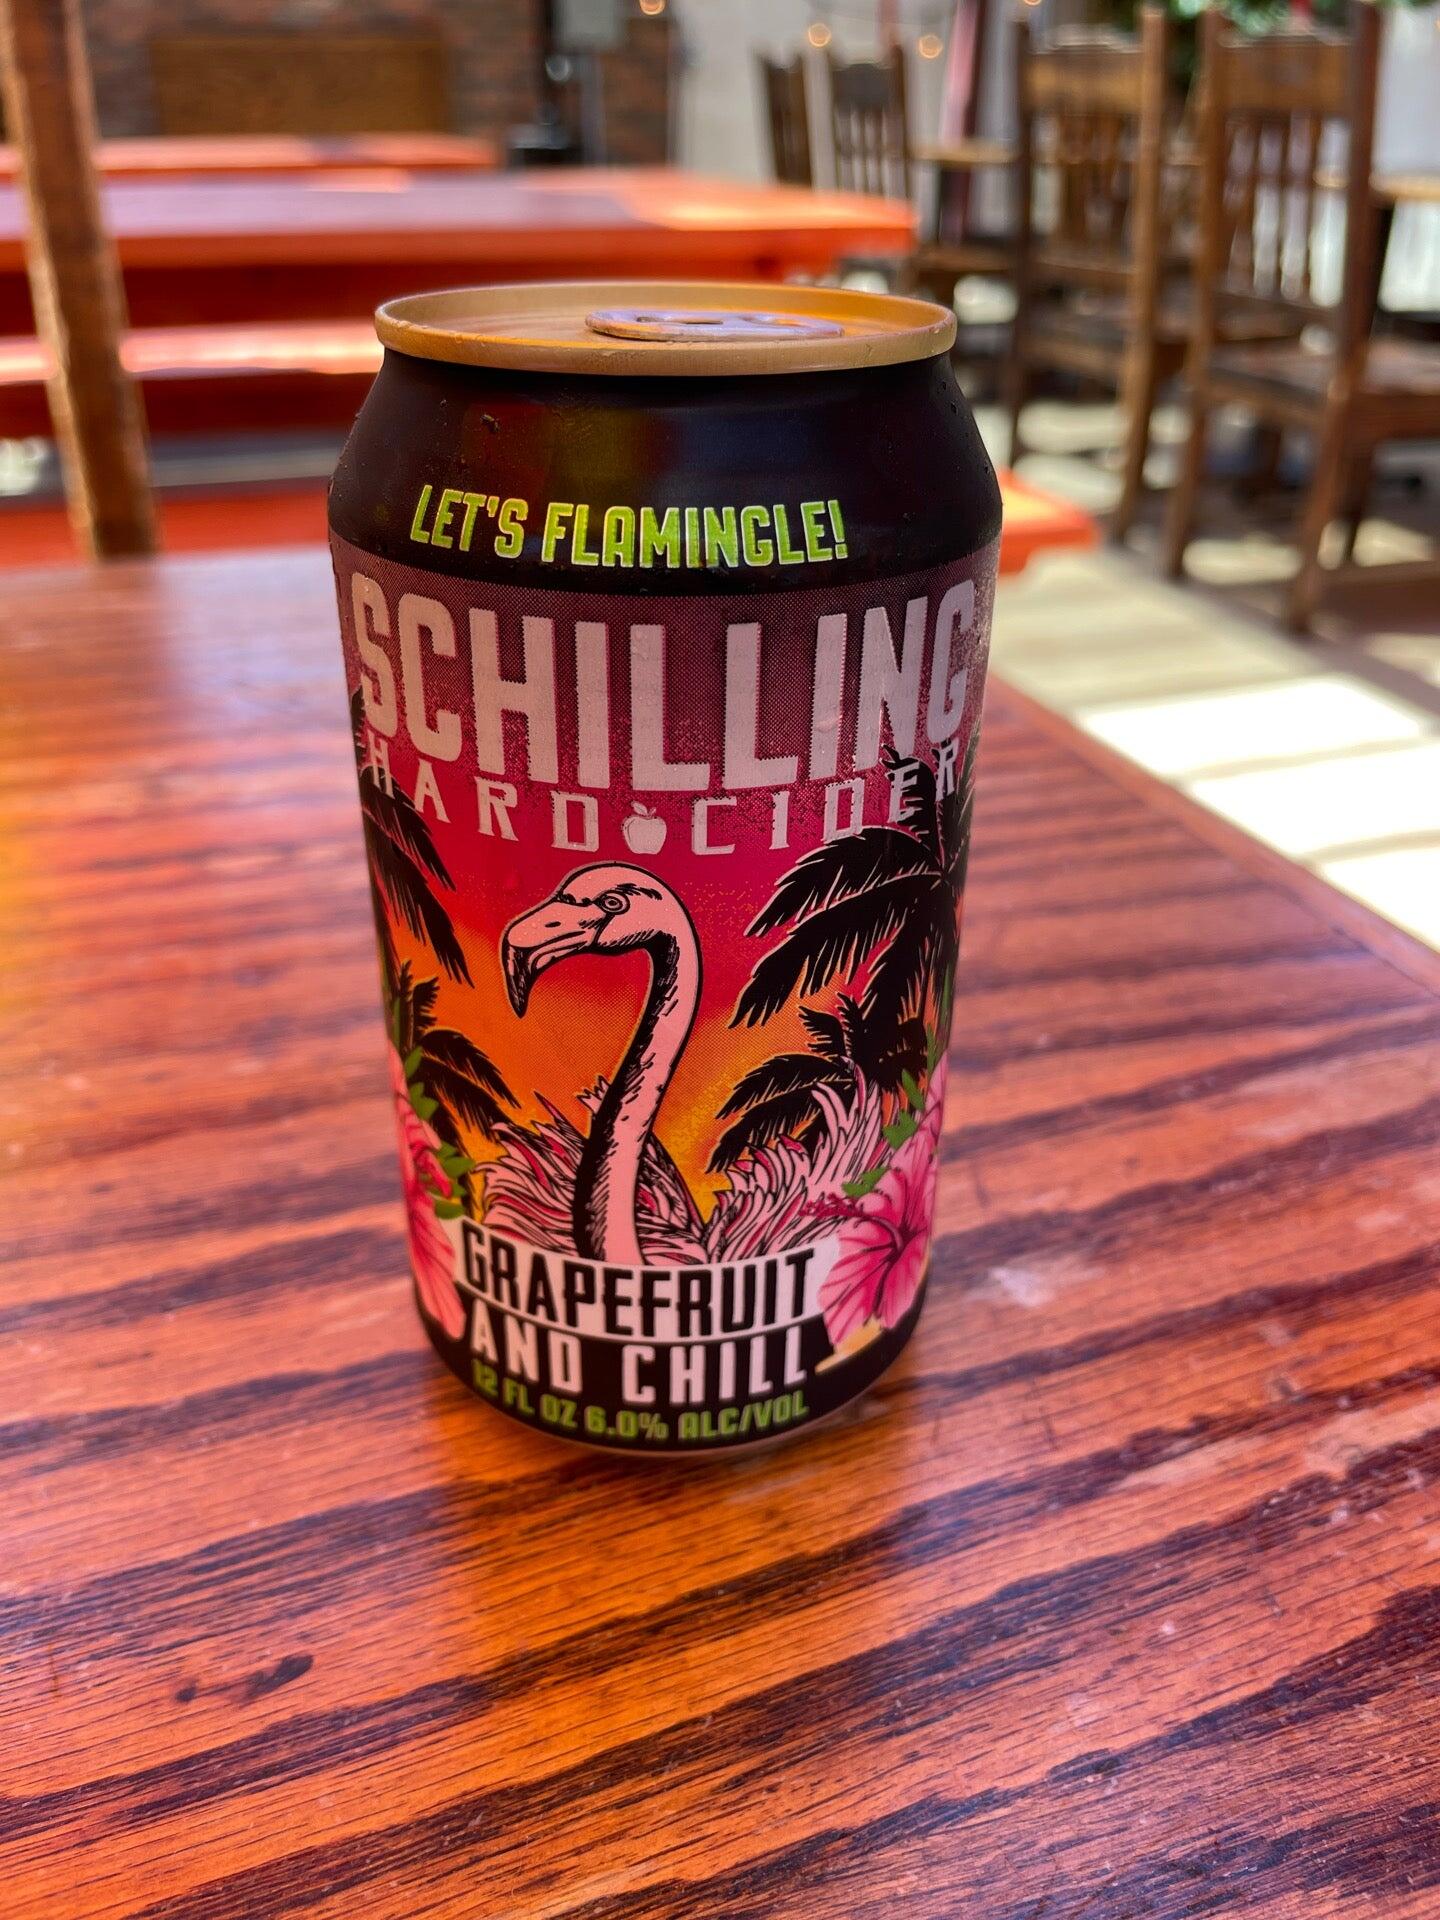 LET'S FLAMINGLE!
SCHILLING
HARD CIDER
GRAPEFRUIT
AND CHILL
12 FL OZ 6.0% ALC/VOL